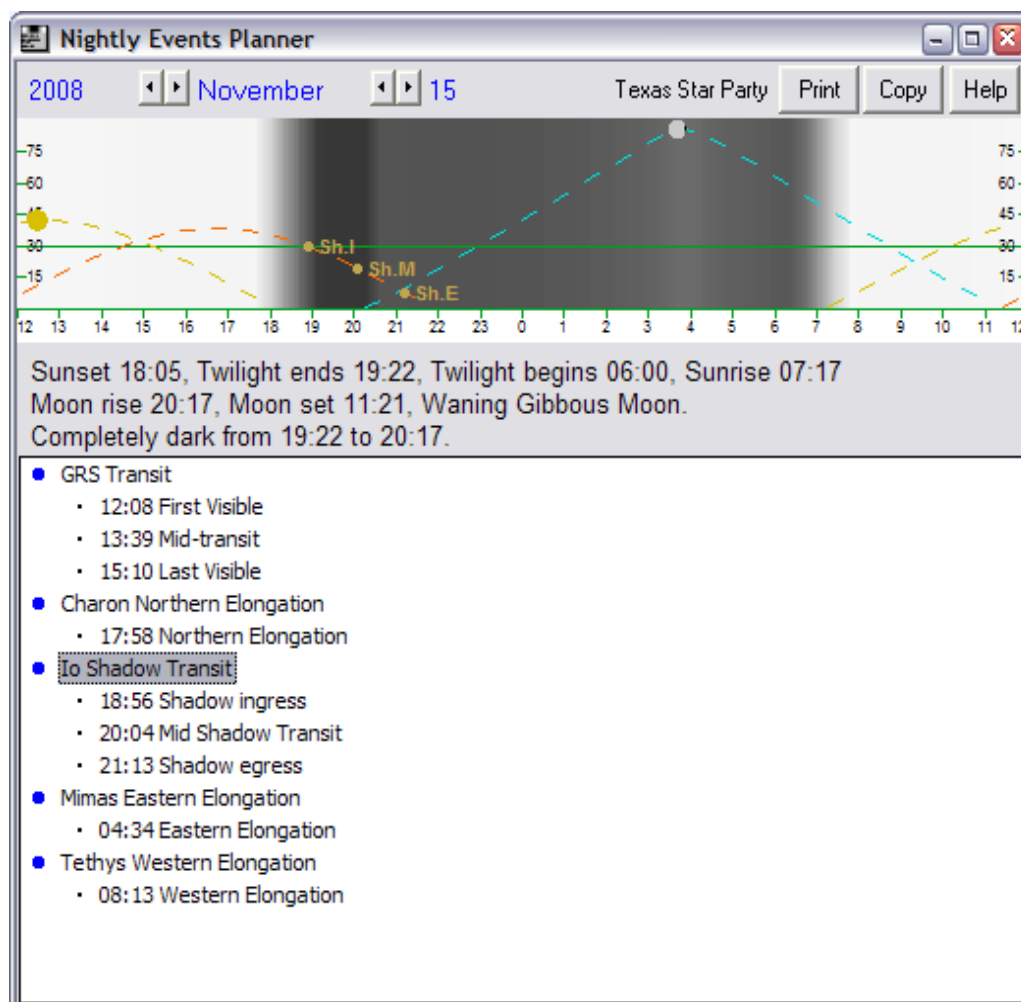 Nightly Events Planner
2008 November 15 Texas Star Party Print Copy Help
75 75
60 60
45 45
30 Sh.I 30
Sh.M
15 15
Sh.E
12 13 14 15 16 17 18 19 20 21 22 23 0 1 2 3 4 5 6 7 8 9 10 11 12
Sunset 18:05, Twilight ends 19:22, Twilight begins 06:00, Sunrise 07:17
Moon rise 20:17, Moon set 11:21, Waning Gibbous Moon.
Completely dark from 19:22 to 20:17.
GRS Transit
12:08 First Visible
13:39 Mid-transit
15:10 Last Visible
Charon Northern Elongation
17:58 Northern Elongation
Io Shadow Transit
18:56 Shadow ingress
20:04 Mid Shadow Transit
21:13 Shadow egress
Mimas Eastern Elongation
04:34 Eastern Elongation
Tethys Western Elongation
08:13 Western Elongation